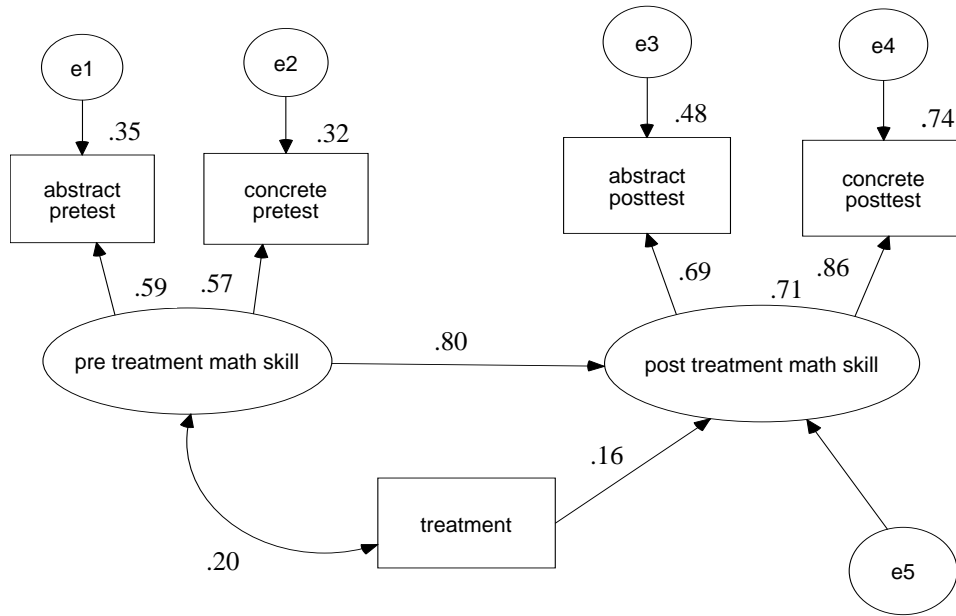 e1
e2
e3
e4
.35
.32
.48
.74
abstract
pretest
concrete
pretest
abstract
posttest
concrete
posttest
.59
.57
.69
.71
.86
pre treatment math skill
.80
post treatment math skill
.16
treatment
.20
e5